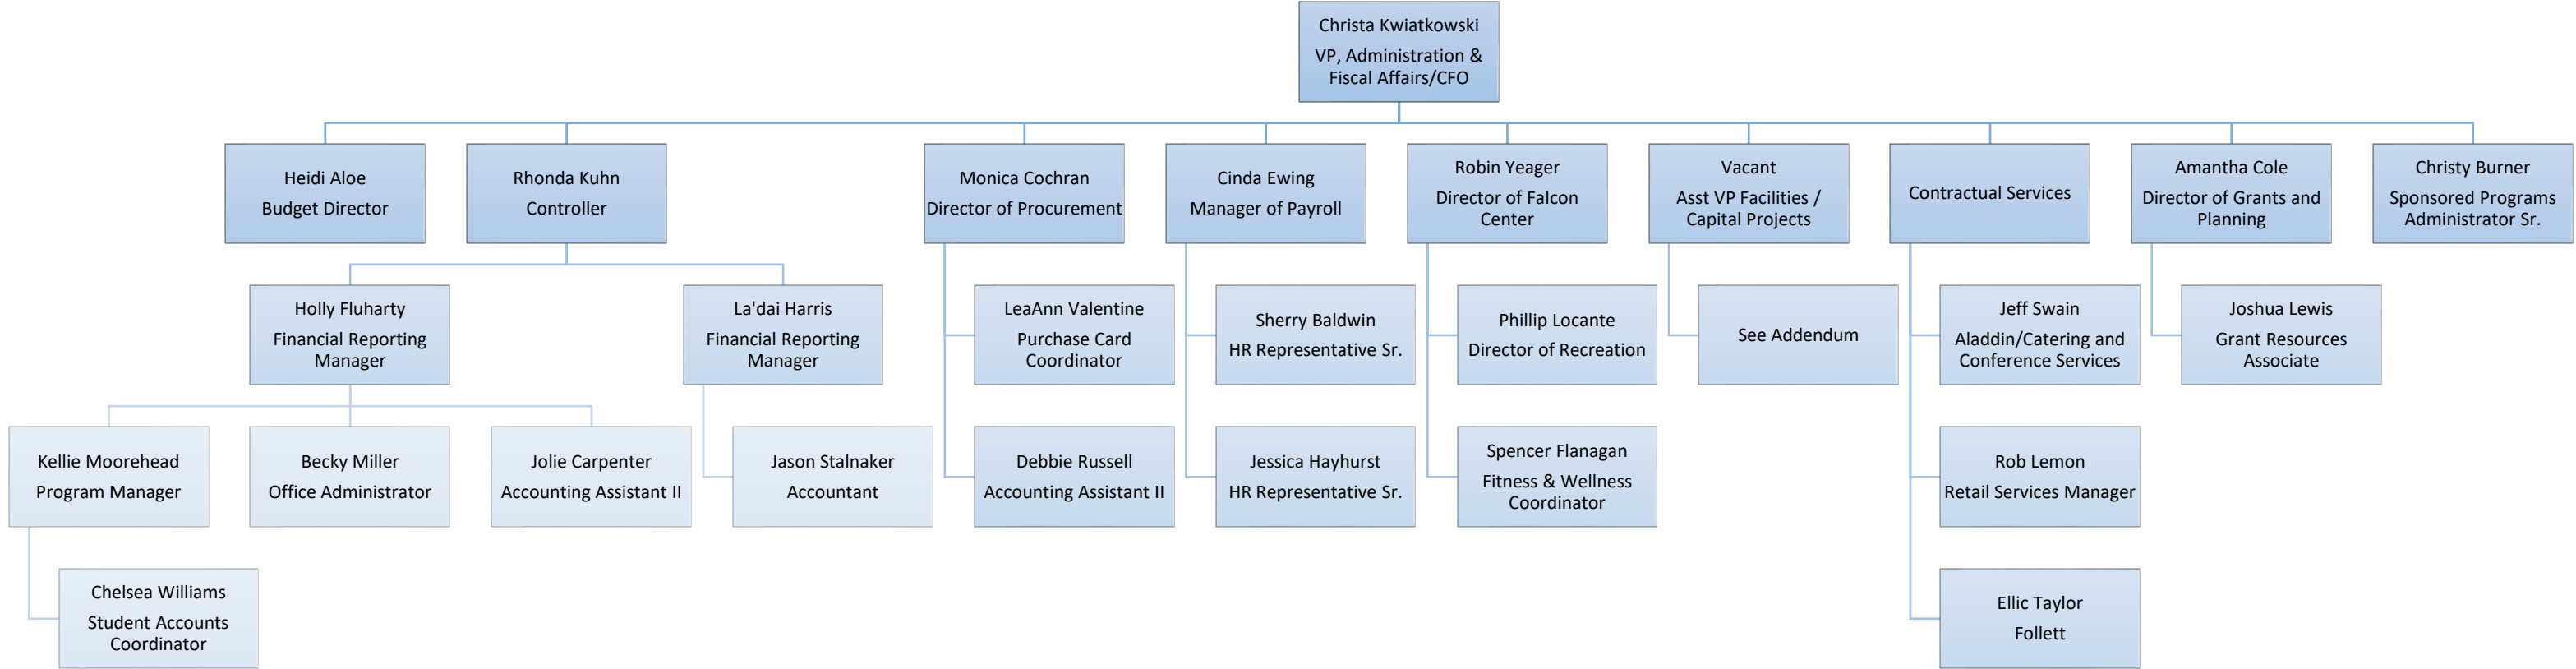 Christa Kwiatkowski
VP, Administration &
Fiscal Affairs/CFO
Heidi Aloe
Budget Director
Rhonda Kuhn
Controller
Monica Cochran
Director of Procurement
Cinda Ewing
Manager of Payroll
Robin Yeager
Director of Falcon
Center
Vacant
Asst VP Facilities /
Capital Projects
Contractual Services
Amantha Cole
Director of Grants and
Planning
Christy Burner
Sponsored Programs
Administrator Sr.
Holly Fluharty
Financial Reporting
Manager
La'dai Harris
Financial Reporting
Manager
LeaAnn Valentine
Purchase Card
Coordinator
Sherry Baldwin
HR Representative Sr.
Phillip Locante
Director of Recreation
See Addendum
Jeff Swain
Aladdin/Catering and
Conference Services
Joshua Lewis
Grant Resources
Associate
Kellie Moorehead
Program Manager
Becky Miller
Office Administrator
Jolie Carpenter
Accounting Assistant II
Jason Stalnaker
Accountant
Debbie Russell
Accounting Assistant II
Jessica Hayhurst
HR Representative Sr.
Spencer Flanagan
Fitness & Wellness
Coordinator
Rob Lemon
Retail Services Manager
Chelsea Williams
Student Accounts
Coordinator
Ellic Taylor
Follett